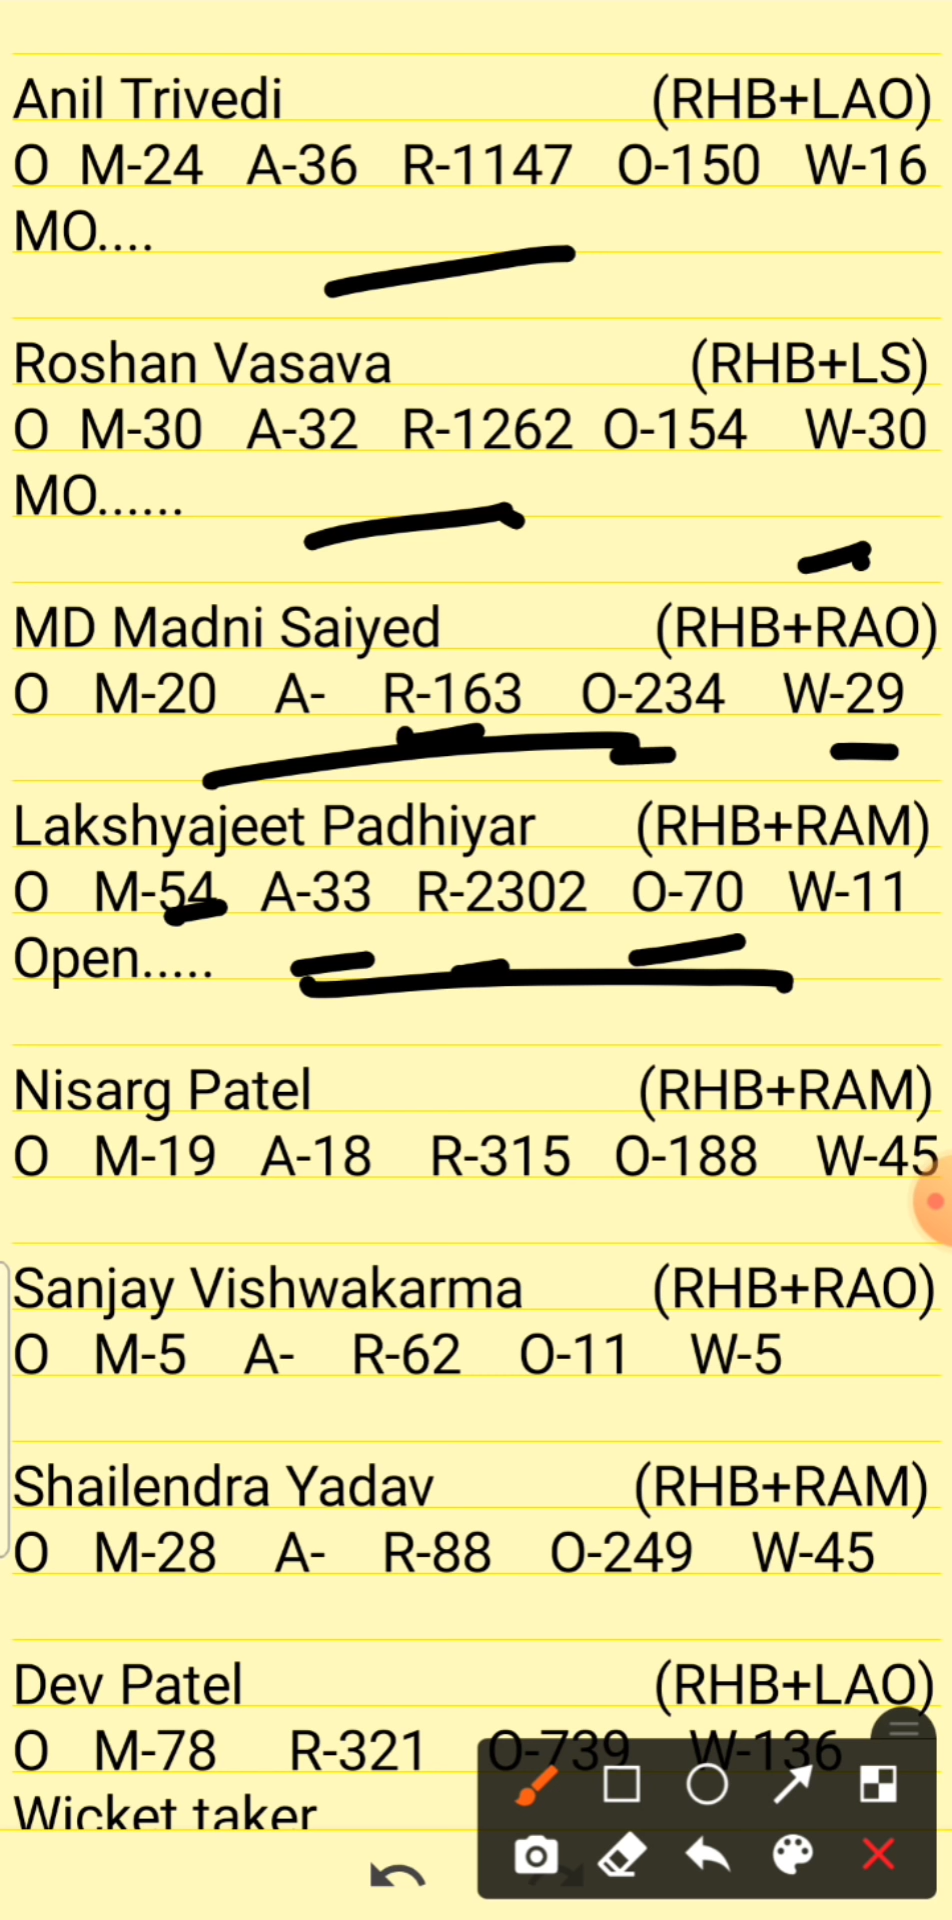 Anil Trivedi (RHB+LAO)
O M-24 A-36 R-1147 O-150 W-16
MO....
Roshan Vasava (RHB+LS)
O M-30 A-32 R-1262 O-154 W-30
MO......
MD Madni Saiyed (RHB+RAO)
O M-20 A- R-163 O-234 W-29
Lakshyajeet Padhiyar (RHB+RAM)
O M-54 A-33 R-2302 O-70 W-11
Open.....
Nisarg Patel (RHB+RAM)
O M-19 A-18 R-315 O-188 W-45
Sanjay Vishwakarma (RHB+RAO)
O M-5 A- R-62 O-11 W-5
Shailendra Yadav (RHB+RAM)
O M-28 A- R-88 O-249 W-45
Dev Patel (RHB+LAO)
O M-78 R-321 O-739 W-136
Wicket taker